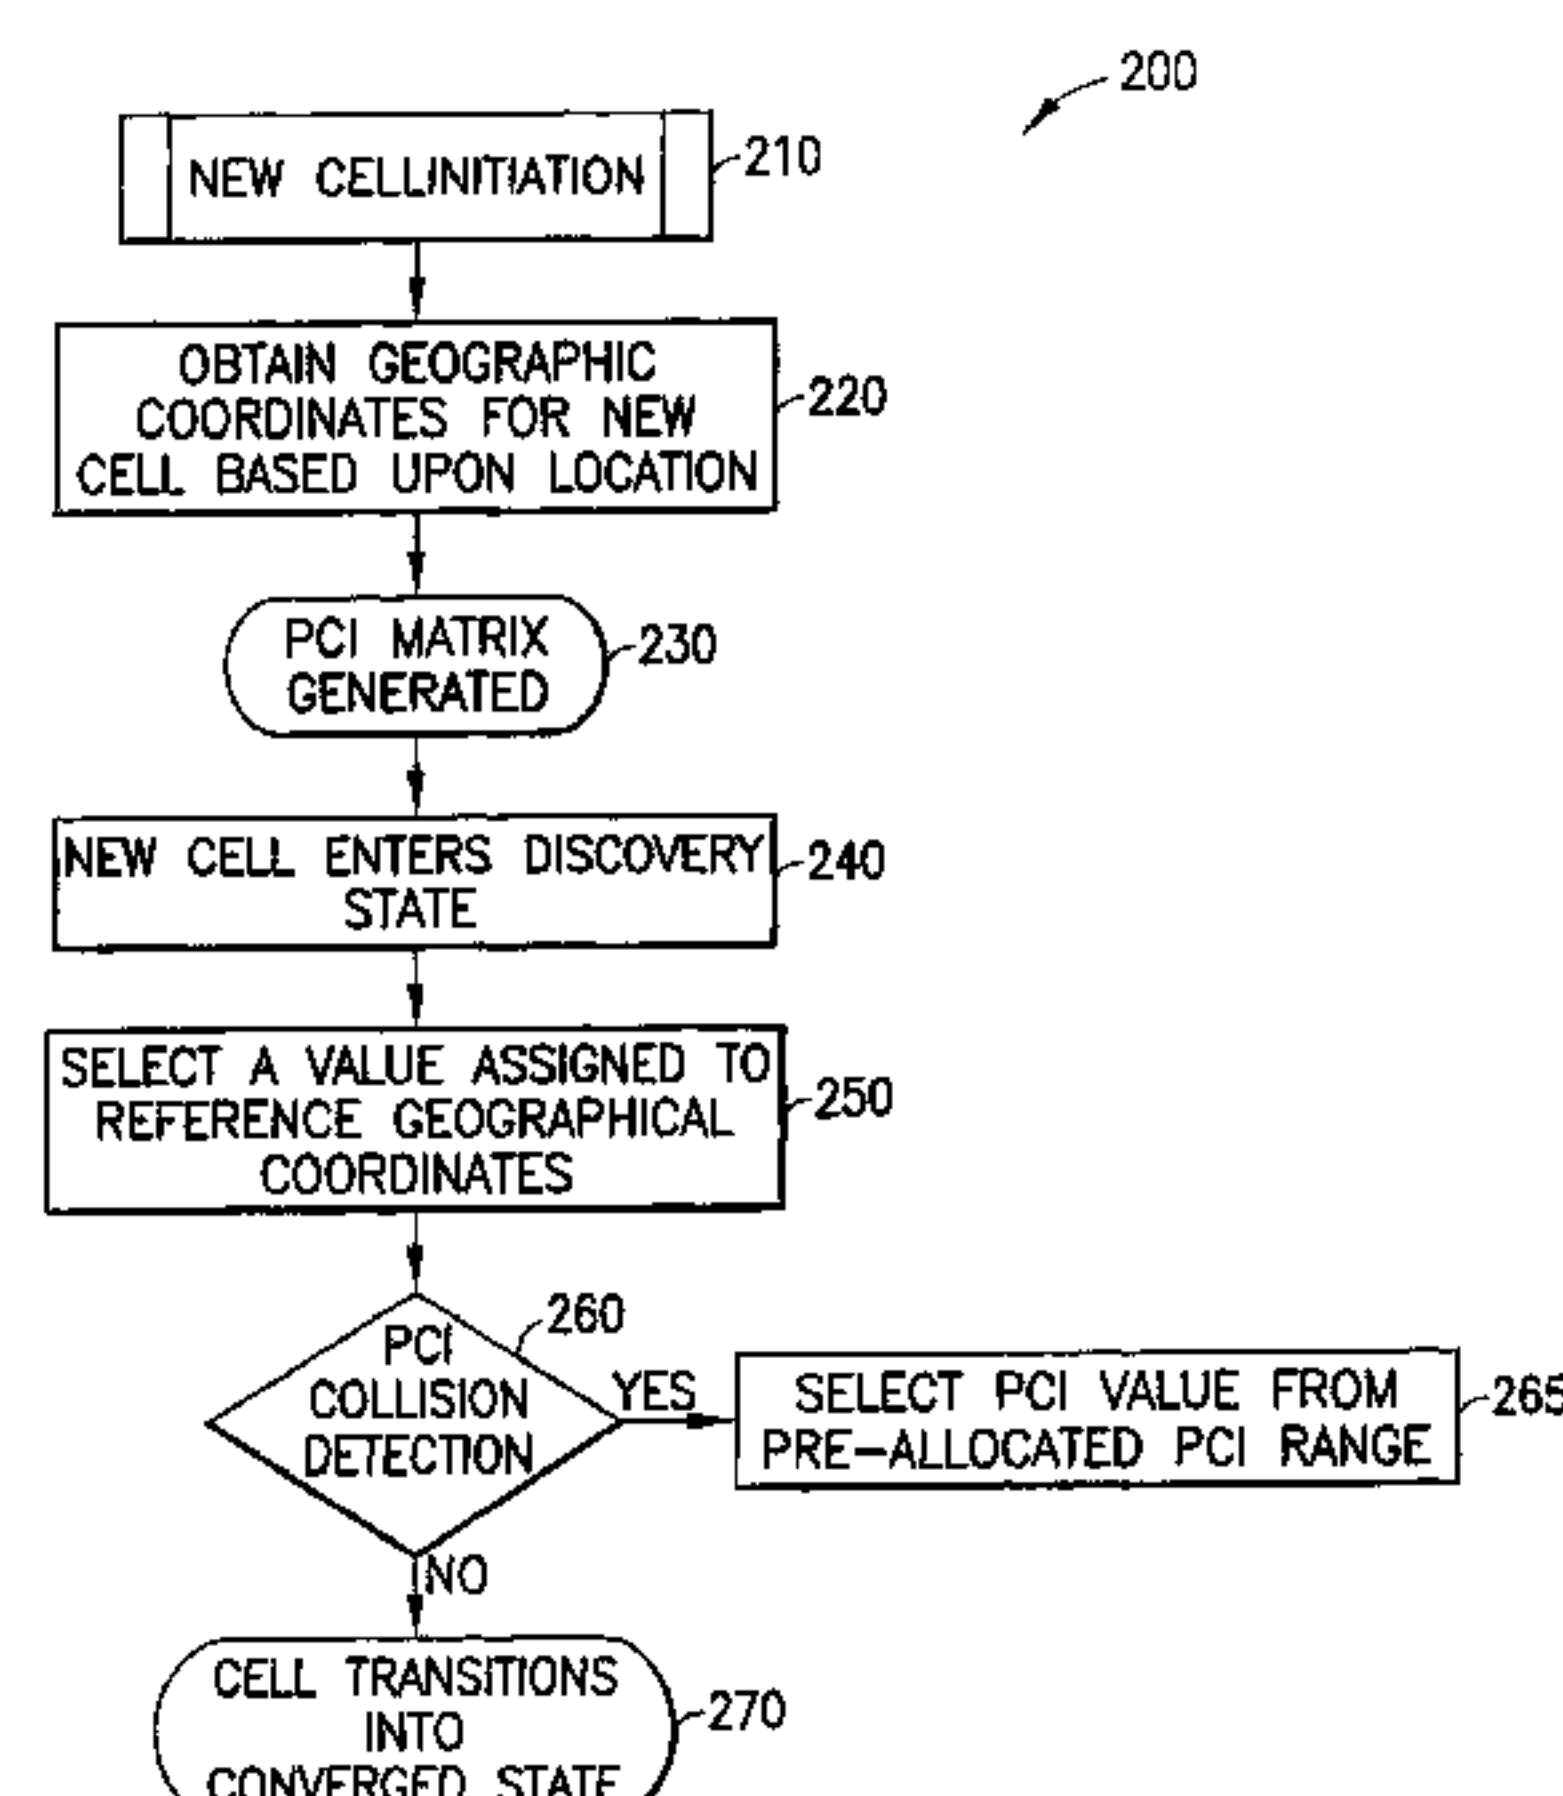 200
NEW CELLINITIATION
210
OBTAIN GEOGRAPHIC
COORDINATES FOR NEW
CELL BASED UPON LOCATION
220
PCI MATRIX
GENERATED
230
NEW CELL ENTERS DISCOVERY
STATE
240
SELECT A VALUE ASSIGNED TO
REFERENCE GEOGRAPHICAL
COORDINATES
250
PCI
COLLISION
DETECTION
260
YES
SELECT PCI VALUE FROM
PRE-ALLOCATED PCI RANGE
265
NO
CELL TRANSITIONS
INTO
CONVERGED STATE
270